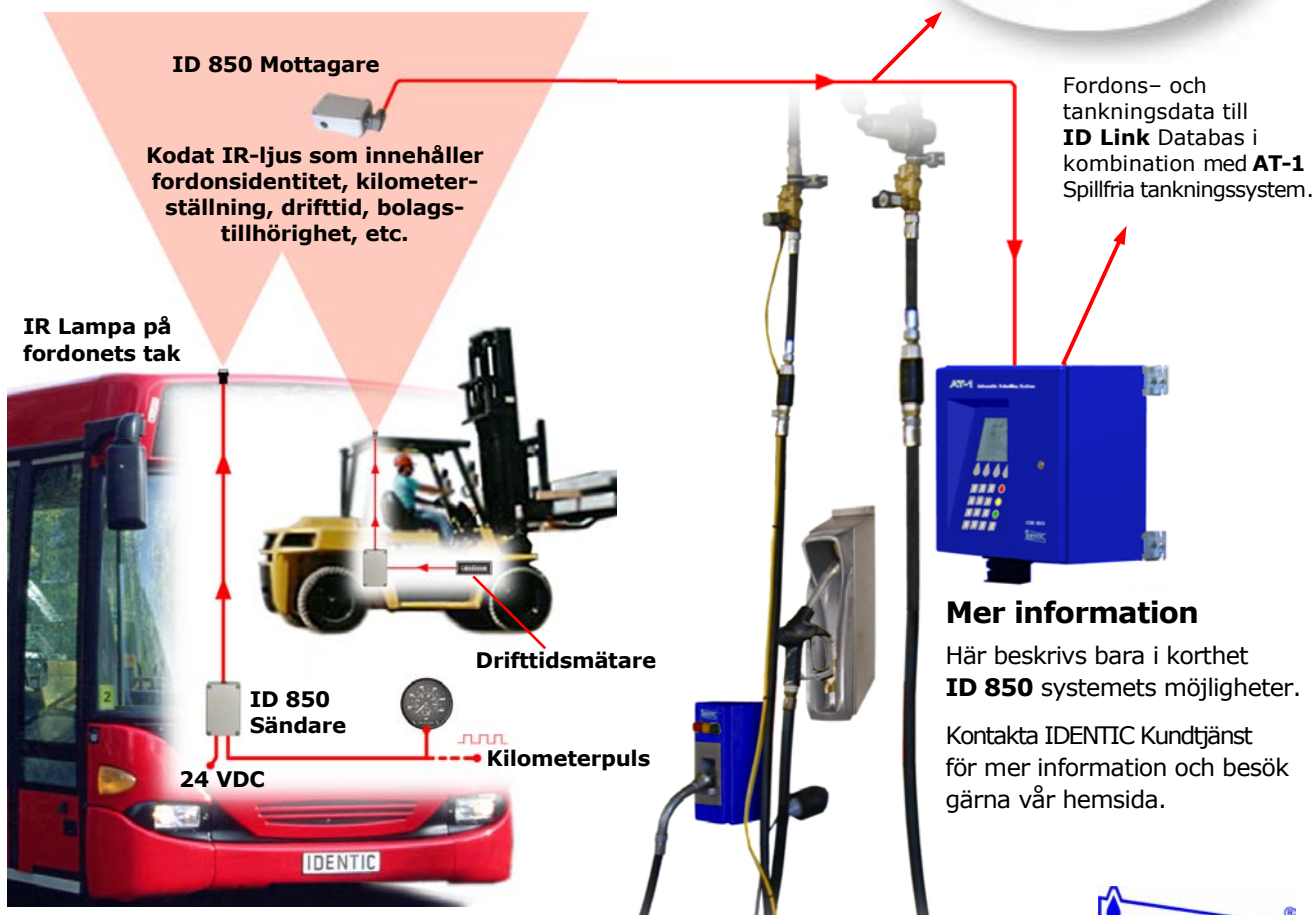 ID 850 Mottagare
Kodat IR-ljus som innehåller
fordonsidentitet, kilometer-
ställning, drifttid, bolags-
tillhörighet, etc.
Fordons– och
tankningsdata till
ID Link Databas i
kombination med AT-1
Spillfria tankningssystem.
IR Lampa på
fordonets tak
AT-1
Drifttidsmätare
ID 850
Sändare
Kilometerpuls
24 VDC
2
IDENTIC
IDENTIC
Mer information
Här beskrivs bara i korthet
ID 850 systemets möjligheter.
Kontakta IDENTIC Kundtjänst
för mer information och besök
gärna vår hemsida.
®